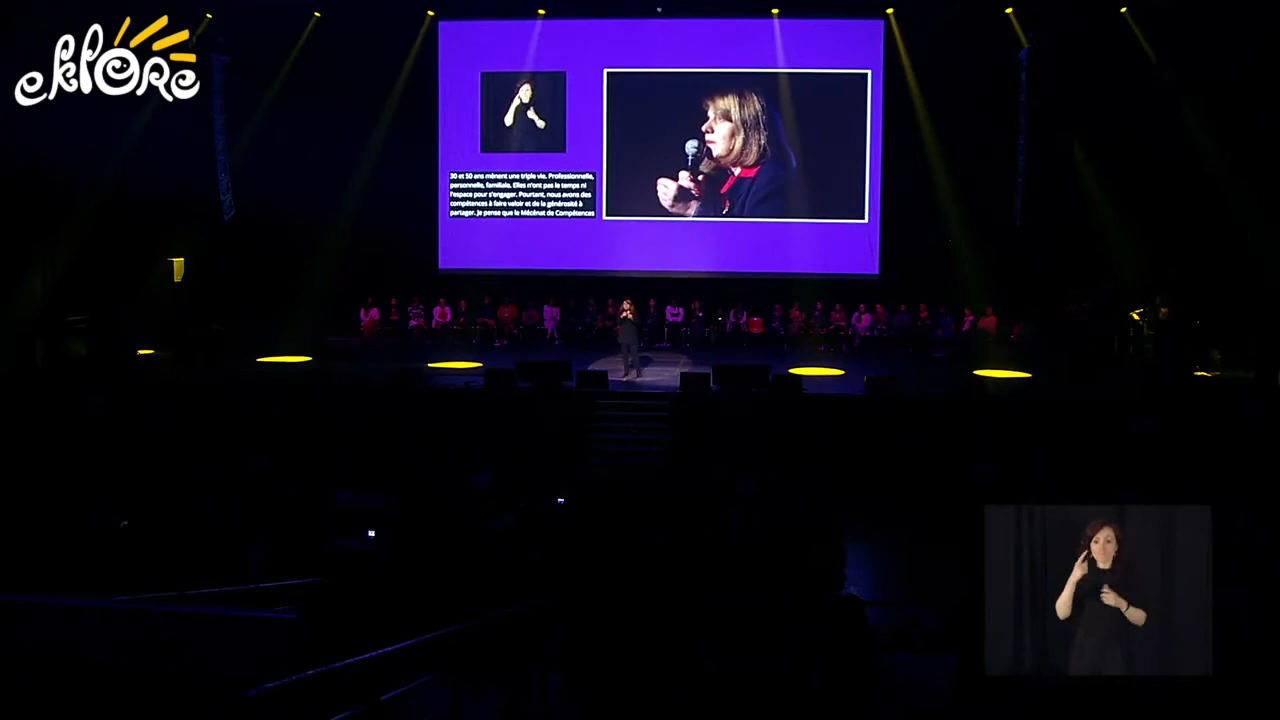 eklore
30 et 50 ans mènent une triple vie. Professionnelle,
personnelle, familiale. Elles n'ont pas le temps ni
l'espace pour s'engager. Pourtant, nous avons des
compétences à faire valoir et de la générosité à
partager. Je pense que le Mécénat de Compétences